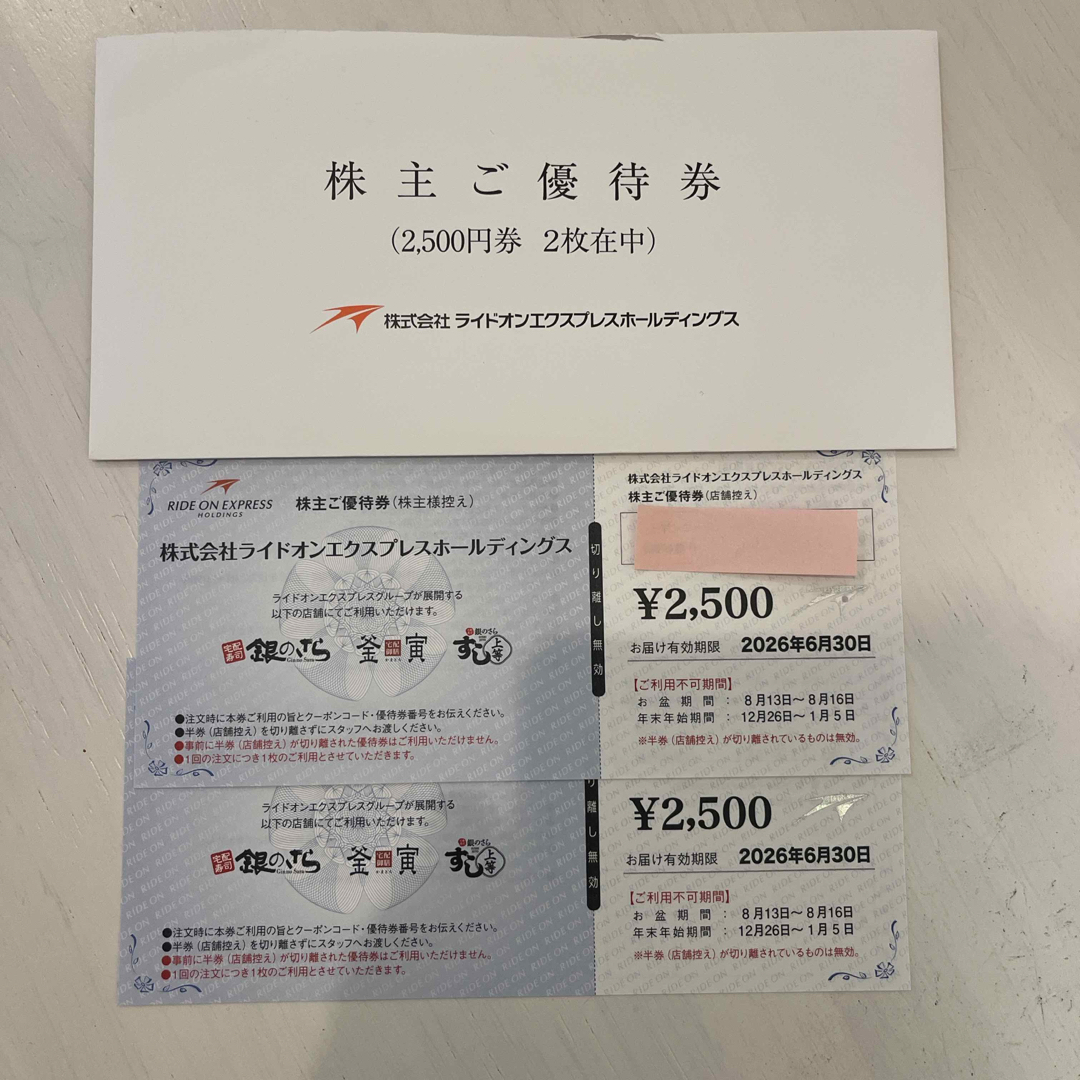 株主ご優待券
(2,500円券 2枚在中)
株式会社 ライドオンエクスプレスホールディングス
RIDE ON EXPRESS
HOLDINGS
株主ご優待券(株主様控え)
株式会社ライドオンエクスプレスホールディングス
ライドオンエクスプレスグループが展開する
以下の店舗にてご利用いただけます。
宅配寿司 銀のさら 釜寅 宅配御膳 銀のさら すし上等
Gin no Sara
●注文時に本券ご利用の旨とクーポンコード・優待券番号をお伝えください。
●半券(店舗控え)を切り離さずにスタッフへお渡しください。
●事前に半券(店舗控え)が切り離された優待券はご利用いただけません。
●1回の注文につき1枚のご利用とさせていただきます。
切り離し無効
株式会社ライドオンエクスプレスホールディングス
株主ご優待券(店舗控え)
¥2,500
お届け有効期限 2026年6月30日
【ご利用不可期間】
お盆期間 : 8月13日〜8月16日
年末年始期間 : 12月26日〜1月5日
※半券(店舗控え)が切り離されているものは無効。
ライドオンエクスプレスグループが展開する
以下の店舗にてご利用いただけます。
宅配寿司 銀のさら 釜寅 宅配御膳 銀のさら すし上等
Gin no Sara
●注文時に本券ご利用の旨とクーポンコード・優待券番号をお伝えください。
●半券(店舗控え)を切り離さずにスタッフへお渡しください。
●事前に半券(店舗控え)が切り離された優待券はご利用いただけません。
●1回の注文につき1枚のご利用とさせていただきます。
り離し無効
¥2,500
お届け有効期限 2026年6月30日
【ご利用不可期間】
お盆期間 : 8月13日〜8月16日
年末年始期間 : 12月26日〜1月5日
※半券(店舗控え)が切り離されているものは無効。